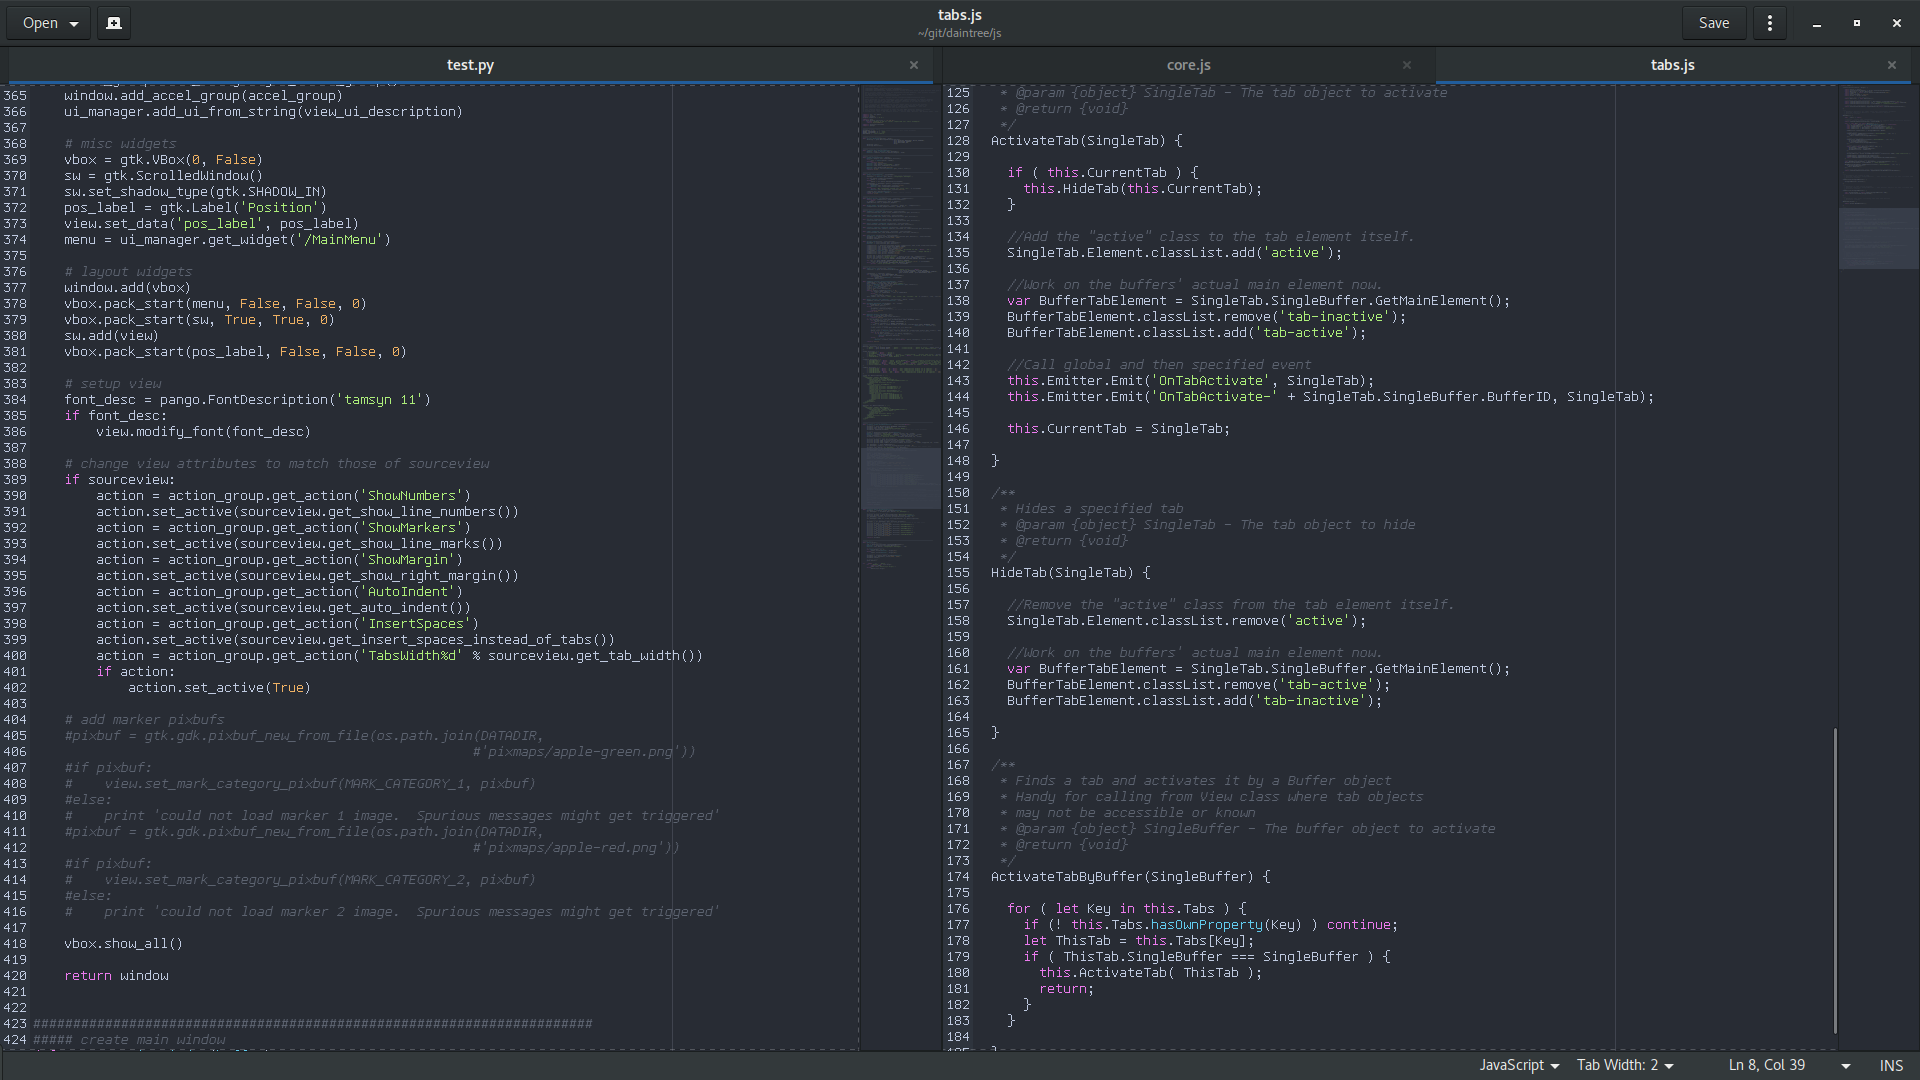 Open
tabs.js
~/git/daintree/js
Save
test.py
core.js
tabs.js
365     window.add_accel_group(accel_group)
366     ui_manager.add_ui_from_string(view_ui_description)
367
368     # misc widgets
369     vbox = gtk.VBox(0, False)
370     sw = gtk.ScrolledWindow()
371     sw.set_shadow_type(gtk.SHADOW_IN)
372     pos_label = gtk.Label('Position')
373     view.set_data('pos_label', pos_label)
374     menu = ui_manager.get_widget('/MainMenu')
375
376     # layout widgets
377     window.add(vbox)
378     vbox.pack_start(menu, False, False, 0)
379     vbox.pack_start(sw, True, True, 0)
380     sw.add(view)
381     vbox.pack_start(pos_label, False, False, 0)
382
383     # setup view
384     font_desc = pango.FontDescription('tamsyn 11')
385     if font_desc:
386         view.modify_font(font_desc)
387
388     # change view attributes to match those of sourceview
389     if sourceview:
390         action = action_group.get_action('ShowNumbers')
391         action.set_active(sourceview.get_show_line_numbers())
392         action = action_group.get_action('ShowMarkers')
393         action.set_active(sourceview.get_show_line_marks())
394         action = action_group.get_action('ShowMargin')
395         action.set_active(sourceview.get_show_right_margin())
396         action = action_group.get_action('AutoIndent')
397         action.set_active(sourceview.get_auto_indent())
398         action = action_group.get_action('InsertSpaces')
399         action.set_active(sourceview.get_insert_spaces_instead_of_tabs())
400         action = action_group.get_action('TabsWidth%d' % sourceview.get_tab_width())
401         if action:
402             action.set_active(True)
403
404     # add marker pixbufs
405     #pixbuf = gtk.gdk.pixbuf_new_from_file(os.path.join(DATADIR,
406                                                        #'pixmaps/apple-green.png'))
407     #if pixbuf:
408     #    view.set_mark_category_pixbuf(MARK_CATEGORY_1, pixbuf)
409     #else:
410     #    print 'could not load marker 1 image.  Spurious messages might get triggered'
411     #pixbuf = gtk.gdk.pixbuf_new_from_file(os.path.join(DATADIR,
412                                                        #'pixmaps/apple-red.png'))
413     #if pixbuf:
414     #    view.set_mark_category_pixbuf(MARK_CATEGORY_2, pixbuf)
415     #else:
416     #    print 'could not load marker 2 image.  Spurious messages might get triggered'
417
418     vbox.show_all()
419
420     return window
421
422
423 ######################################################################
424 ##### create main window
125    * @param {object} SingleTab - The tab object to activate
126    * @return {void}
127    */
128   ActivateTab(SingleTab) {
129
130     if ( this.CurrentTab ) {
131       this.HideTab(this.CurrentTab);
132     }
133
134     //Add the "active" class to the tab element itself.
135     SingleTab.Element.classList.add('active');
136
137     //Work on the buffers' actual main element now.
138     var BufferTabElement = SingleTab.SingleBuffer.GetMainElement();
139     BufferTabElement.classList.remove('tab-inactive');
140     BufferTabElement.classList.add('tab-active');
141
142     //Call global and then specified event
143     this.Emitter.Emit('OnTabActivate', SingleTab);
144     this.Emitter.Emit('OnTabActivate-' + SingleTab.SingleBuffer.BufferID, SingleTab);
145
146     this.CurrentTab = SingleTab;
147
148   }
149
150   /**
151    * Hides a specified tab
152    * @param {object} SingleTab - The tab object to hide
153    * @return {void}
154    */
155   HideTab(SingleTab) {
156
157     //Remove the "active" class from the tab element itself.
158     SingleTab.Element.classList.remove('active');
159
160     //Work on the buffers' actual main element now.
161     var BufferTabElement = SingleTab.SingleBuffer.GetMainElement();
162     BufferTabElement.classList.remove('tab-active');
163     BufferTabElement.classList.add('tab-inactive');
164
165   }
166
167   /**
168    * Finds a tab and activates it by a Buffer object
169    * Handy for calling from View class where tab objects
170    * may not be accessible or known
171    * @param {object} SingleBuffer - The buffer object to activate
172    * @return {void}
173    */
174   ActivateTabByBuffer(SingleBuffer) {
175
176     for ( let Key in this.Tabs ) {
177       if (! this.Tabs.hasOwnProperty(Key) ) continue;
178       let ThisTab = this.Tabs[Key];
179       if ( ThisTab.SingleBuffer === SingleBuffer ) {
180         this.ActivateTab( ThisTab );
181         return;
182       }
183     }
184
JavaScript
Tab Width: 2
Ln 8, Col 39
INS